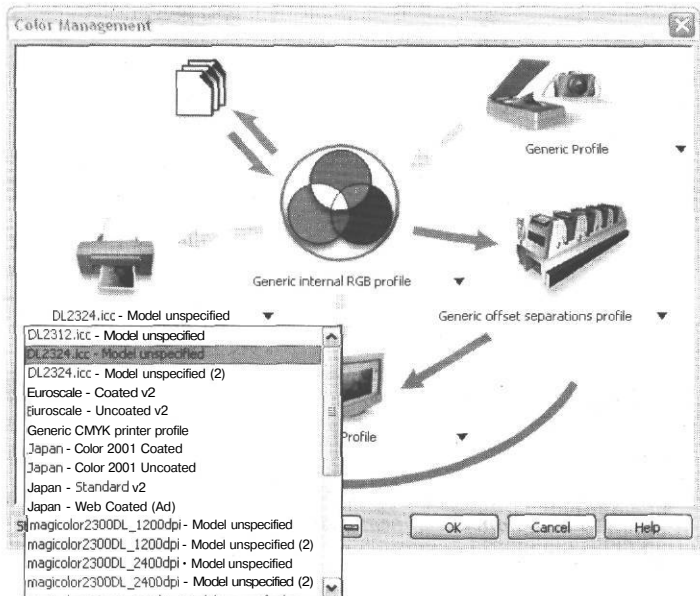 Color Management
Generic Profile
Generic internal RGB profile
DL2324.icc - Model unspecified
Generic offset separations profile
DL2312.icc - Model unspecified
DL2324.icc - Model unspecified
DL2324.icc - Model unspecified (2)
Euroscale - Coated v2
Euroscale - Uncoated v2
Generic CMYK printer profile
Profile
Japan - Color 2001 Coated
Japan - Color 2001 Uncoated
Japan - Standard v2
Japan - Web Coated (Ad)
magicolor2300DL_1200dpi - Model unspecified
OK
Cancel
Help
magicolor2300DL_1200dpi - Model unspecified (2)
magicolor2300DL_2400dpi • Model unspecified
magicolor2300DL_2400dpi - Model unspecified (2)